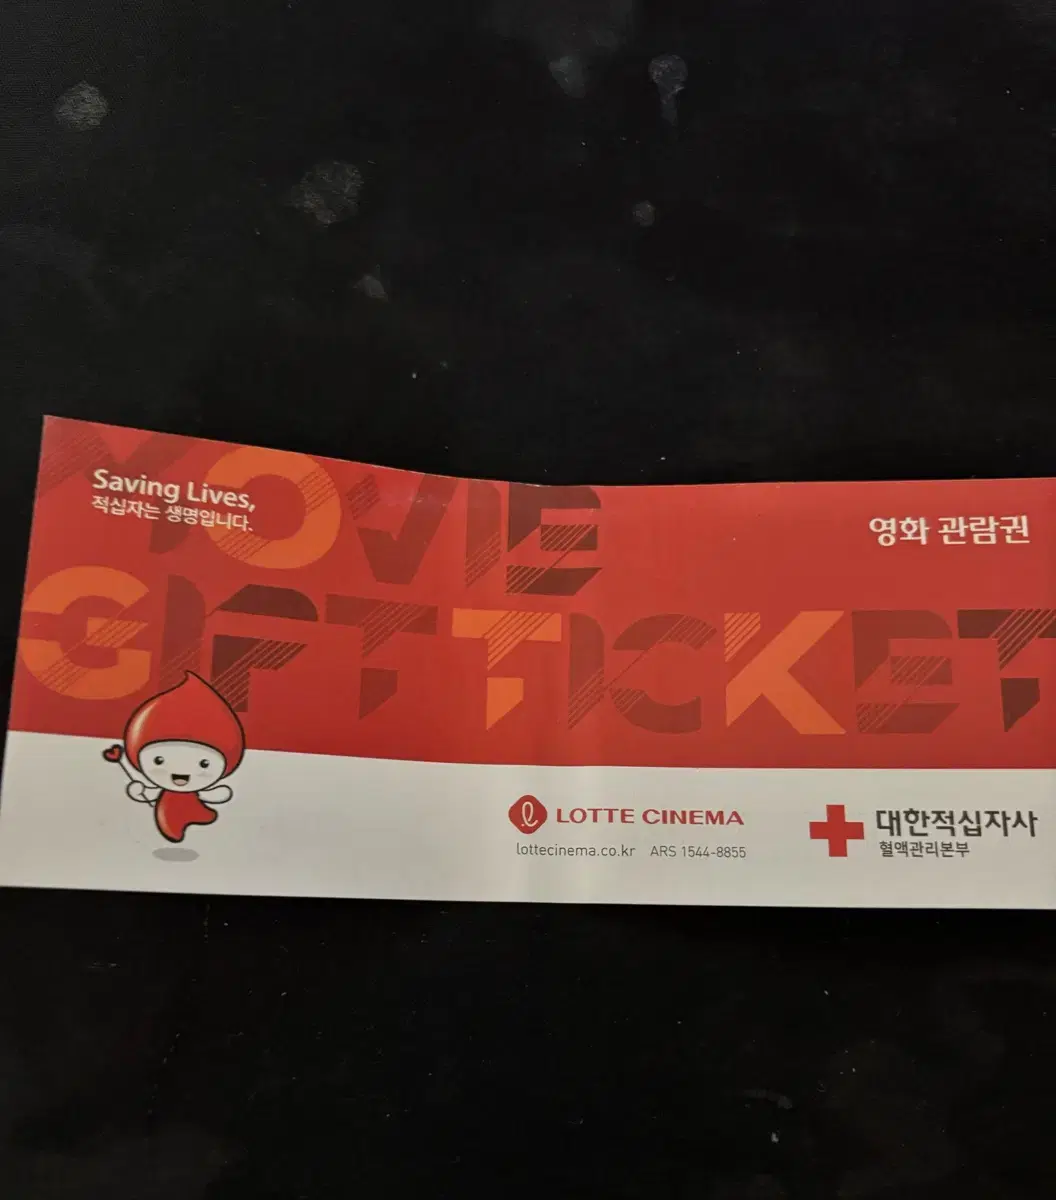 Saving Lives,
적십자는 생명입니다.
영화 관람권
MOVIE
GIFT TICKET
LOTTE CINEMA
lottecinema.co.kr ARS 1544-8855
대한적십자사
혈액관리본부